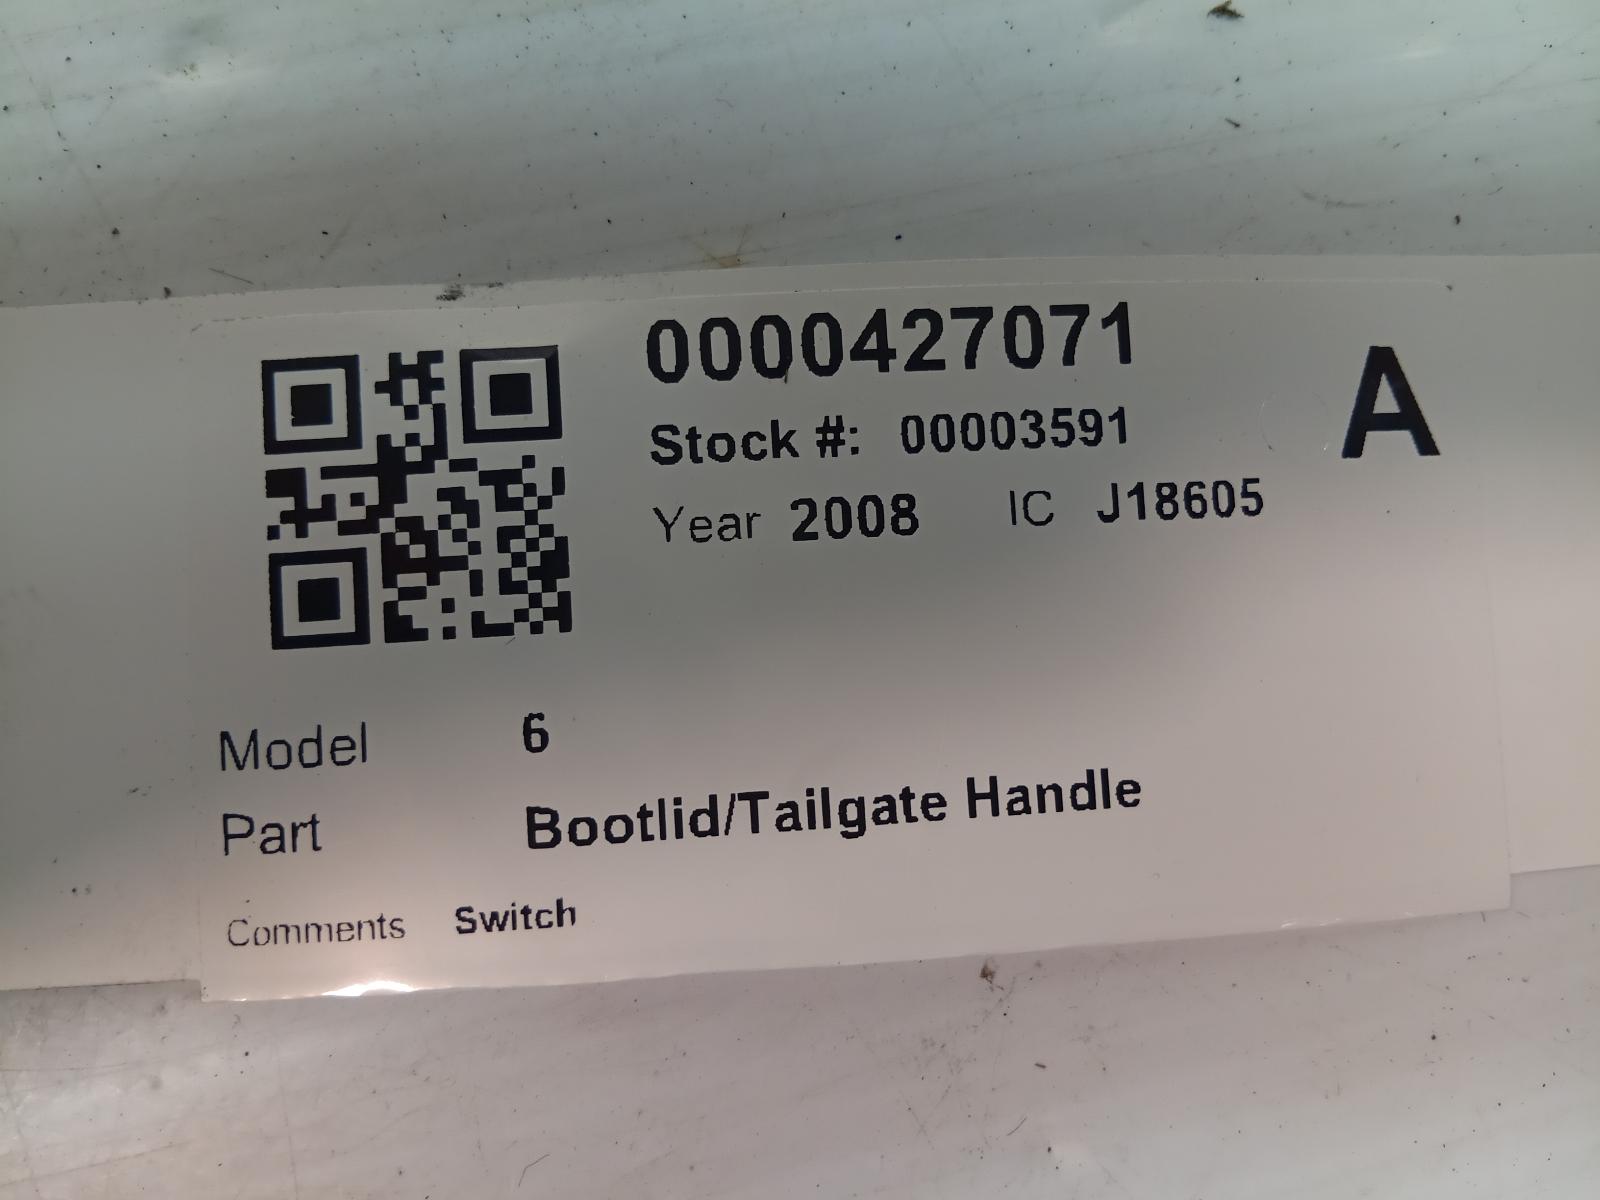 0000427071
A
Stock #: 00003591
Year 2008 IC J18605
Model 6
Part Bootlid/Tailgate Handle
Comments Switch